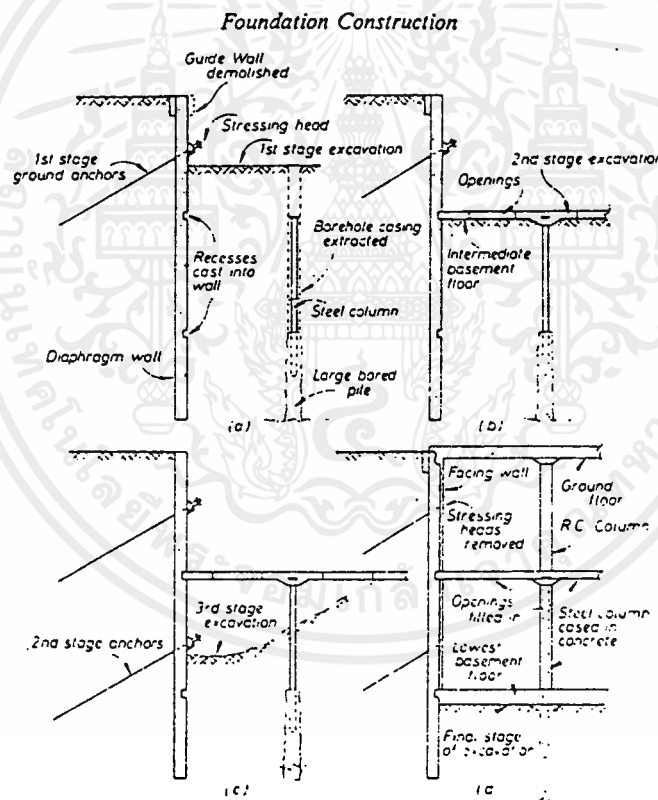 Foundation Construction
Guide Wall
demolished
Stressing head
1st stage excavation
1st stage
ground anchors
Borehole casing
extracted
Recesses
cast into
wall
Steel column
Diaphragm wall
Large bored
pile
(a)
2nd stage excavation
Openings
Intermediate
basement
floor
(b)
3rd stage
excavation
2nd stage anchors
(c)
Facing wall
Ground
floor
Stressing
heads
removed
R.C. Column
Openings
filled in
Steel column
cased in
concrete
Lowest
basement
floor
Final stage
of excavation
(d